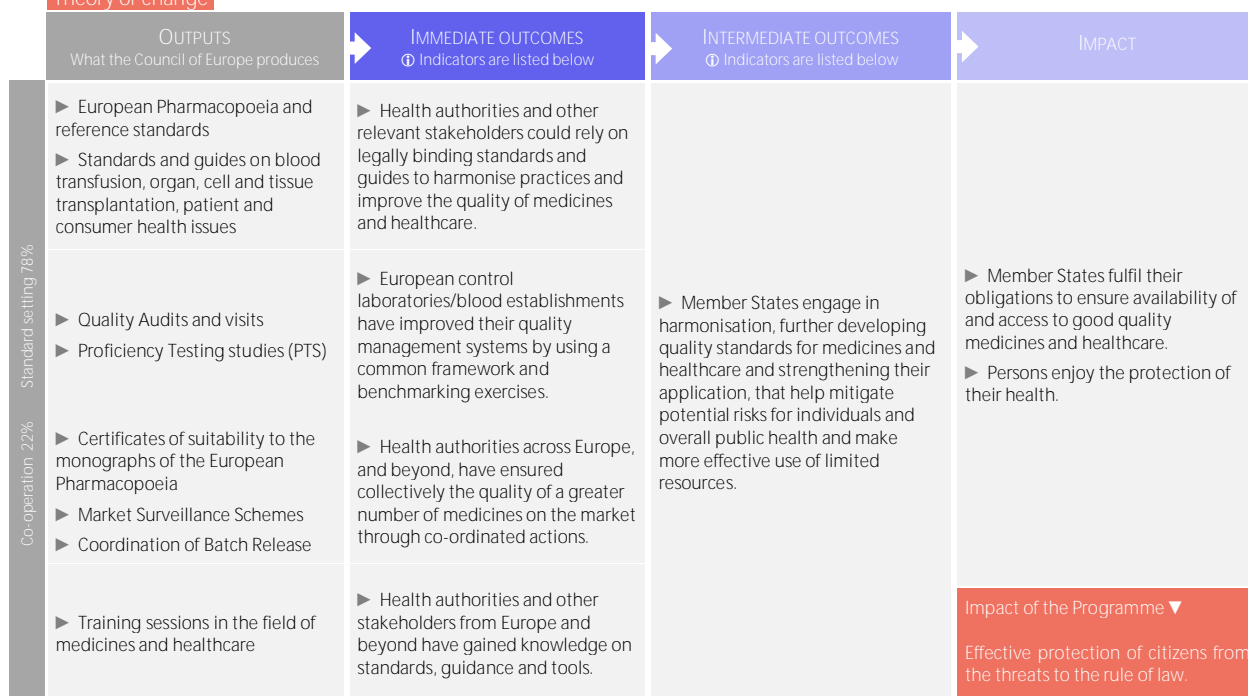 Theory of change
OUTPUTS
What the Council of Europe produces
IMMEDIATE OUTCOMES
🛈 Indicators are listed below
INTERMEDIATE OUTCOMES
🛈 Indicators are listed below
IMPACT
Standard setting 78%
Co-operation 22%
► European Pharmacopoeia and
reference standards
► Standards and guides on blood
transfusion, organ, cell and tissue
transplantation, patient and
consumer health issues
► Health authorities and other
relevant stakeholders could rely on
legally binding standards and
guides to harmonise practices and
improve the quality of medicines
and healthcare.
► Quality Audits and visits
► Proficiency Testing studies (PTS)
► European control
laboratories/blood establishments
have improved their quality
management systems by using a
common framework and
benchmarking exercises.
► Certificates of suitability to the
monographs of the European
Pharmacopoeia
► Market Surveillance Schemes
► Coordination of Batch Release
► Health authorities across Europe,
and beyond, have ensured
collectively the quality of a greater
number of medicines on the market
through co-ordinated actions.
► Training sessions in the field of
medicines and healthcare
► Health authorities and other
stakeholders from Europe and
beyond have gained knowledge on
standards, guidance and tools.
► Member States engage in
harmonisation, further developing
quality standards for medicines and
healthcare and strengthening their
application, that help mitigate
potential risks for individuals and
overall public health and make
more effective use of limited
resources.
► Member States fulfil their
obligations to ensure availability of
and access to good quality
medicines and healthcare.
► Persons enjoy the protection of
their health.
Impact of the Programme ▼
Effective protection of citizens from
the threats to the rule of law.